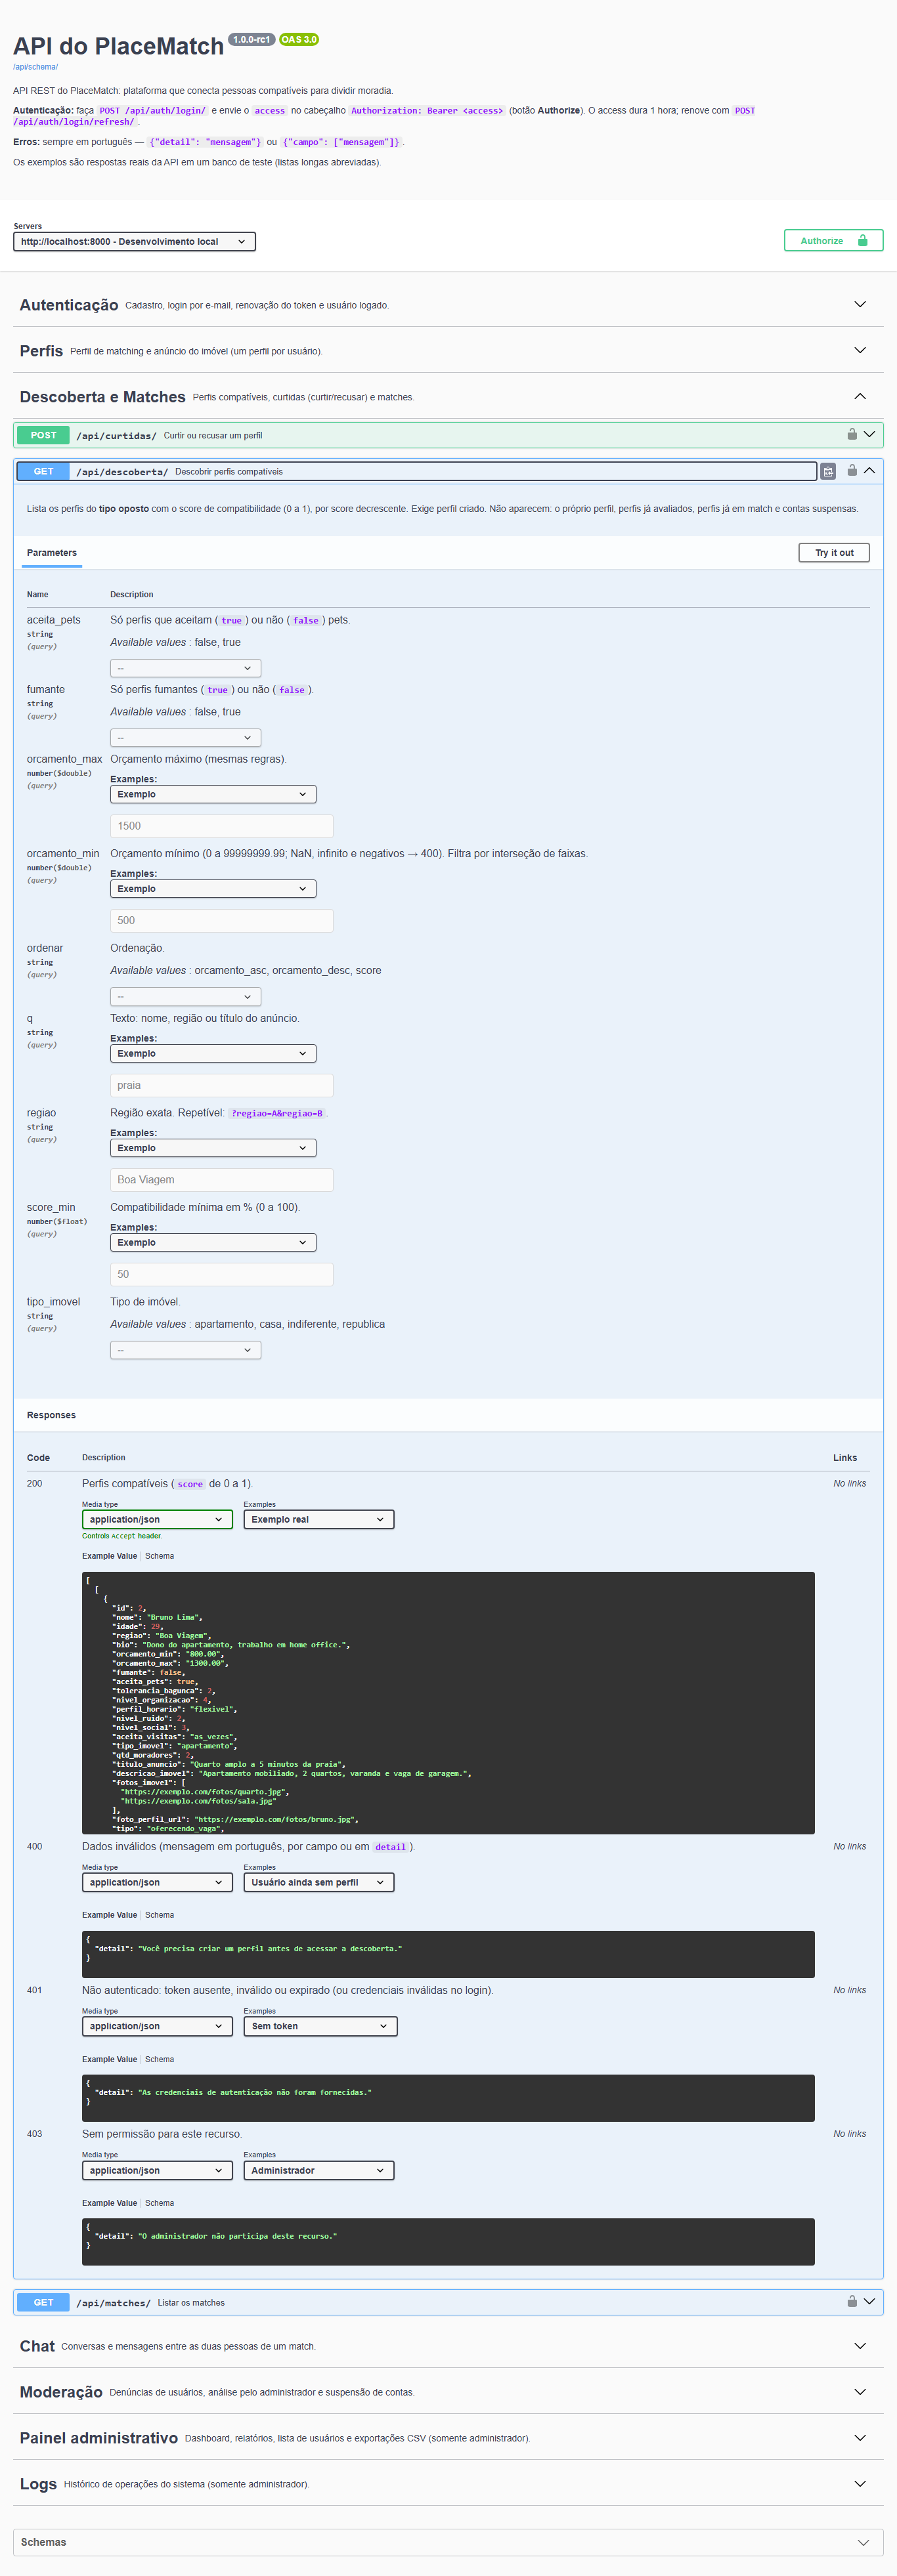 API do PlaceMatch 1.0.0-rc1 OAS 3.0
/api/schema/
API REST do PlaceMatch: plataforma que conecta pessoas compatíveis para dividir moradia.
Autenticação: faça POST /api/auth/login/ e envie o access no cabeçalho Authorization: Bearer <access> (botão Authorize). O access dura 1 hora; renove com POST
/api/auth/login/refresh/.
Erros: sempre em português — {"detail": "mensagem"} ou {"campo": ["mensagem"]}.
Os exemplos são respostas reais da API em um banco de teste (listas longas abreviadas).
Servers
http://localhost:8000 - Desenvolvimento local
Authorize
Autenticação Cadastro, login por e-mail, renovação do token e usuário logado.
Perfis Perfil de matching e anúncio do imóvel (um perfil por usuário).
Descoberta e Matches Perfis compatíveis, curtidas (curtir/recusar) e matches.
POST /api/curtidas/ Curtir ou recusar um perfil
GET /api/descoberta/ Descobrir perfis compatíveis
Lista os perfis do tipo oposto com o score de compatibilidade (0 a 1), por score decrescente. Exige perfil criado. Não aparecem: o próprio perfil, perfis já avaliados, perfis já em match e contas suspensas.
Parameters
Try it out
Name Description
aceita_pets Só perfis que aceitam (true) ou não (false) pets.
string
(query)
Available values : false, true
--
fumante Só perfis fumantes (true) ou não (false).
string
(query)
Available values : false, true
--
orcamento_max Orçamento máximo (mesmas regras).
number($double)
(query)
Examples:
Exemplo
1500
orcamento_min Orçamento mínimo (0 a 99999999.99; NaN, infinito e negativos → 400). Filtra por interseção de faixas.
number($double)
(query)
Examples:
Exemplo
500
ordenar Ordenação.
string
(query)
Available values : orcamento_asc, orcamento_desc, score
--
q Texto: nome, região ou título do anúncio.
string
(query)
Examples:
Exemplo
praia
regiao Região exata. Repetível: ?regiao=A&regiao=B.
string
(query)
Examples:
Exemplo
Boa Viagem
score_min Compatibilidade mínima em % (0 a 100).
number($float)
(query)
Examples:
Exemplo
50
tipo_imovel Tipo de imóvel.
string
(query)
Available values : apartamento, casa, indiferente, republica
--
Responses
Code Description Links
200 Perfis compatíveis (score de 0 a 1). No links
Media type Examples
application/json Exemplo real
Controls Accept header.
Example Value | Schema
[
[
{
"id": 2,
"nome": "Bruno Lima",
"idade": 29,
"regiao": "Boa Viagem",
"bio": "Dono do apartamento, trabalho em home office.",
"orcamento_min": "800.00",
"orcamento_max": "1300.00",
"fumante": false,
"aceita_pets": true,
"tolerancia_bagunca": 2,
"nivel_organizacao": 4,
"perfil_horario": "flexivel",
"nivel_ruido": 2,
"nivel_social": 3,
"aceita_visitas": "as_vezes",
"tipo_imovel": "apartamento",
"qtd_moradores": 2,
"titulo_anuncio": "Quarto amplo a 5 minutos da praia",
"descricao_imovel": "Apartamento mobiliado, 2 quartos, varanda e vaga de garagem.",
"fotos_imovel": [
"https://exemplo.com/fotos/quarto.jpg",
"https://exemplo.com/fotos/sala.jpg"
],
"foto_perfil_url": "https://exemplo.com/fotos/bruno.jpg",
"tipo": "oferecendo_vaga",
400 Dados inválidos (mensagem em português, por campo ou em detail). No links
Media type Examples
application/json Usuário ainda sem perfil
Example Value | Schema
{
"detail": "Você precisa criar um perfil antes de acessar a descoberta."
}
401 Não autenticado: token ausente, inválido ou expirado (ou credenciais inválidas no login). No links
Media type Examples
application/json Sem token
Example Value | Schema
{
"detail": "As credenciais de autenticação não foram fornecidas."
}
403 Sem permissão para este recurso. No links
Media type Examples
application/json Administrador
Example Value | Schema
{
"detail": "O administrador não participa deste recurso."
}
GET /api/matches/ Listar os matches
Chat Conversas e mensagens entre as duas pessoas de um match.
Moderação Denúncias de usuários, análise pelo administrador e suspensão de contas.
Painel administrativo Dashboard, relatórios, lista de usuários e exportações CSV (somente administrador).
Logs Histórico de operações do sistema (somente administrador).
Schemas